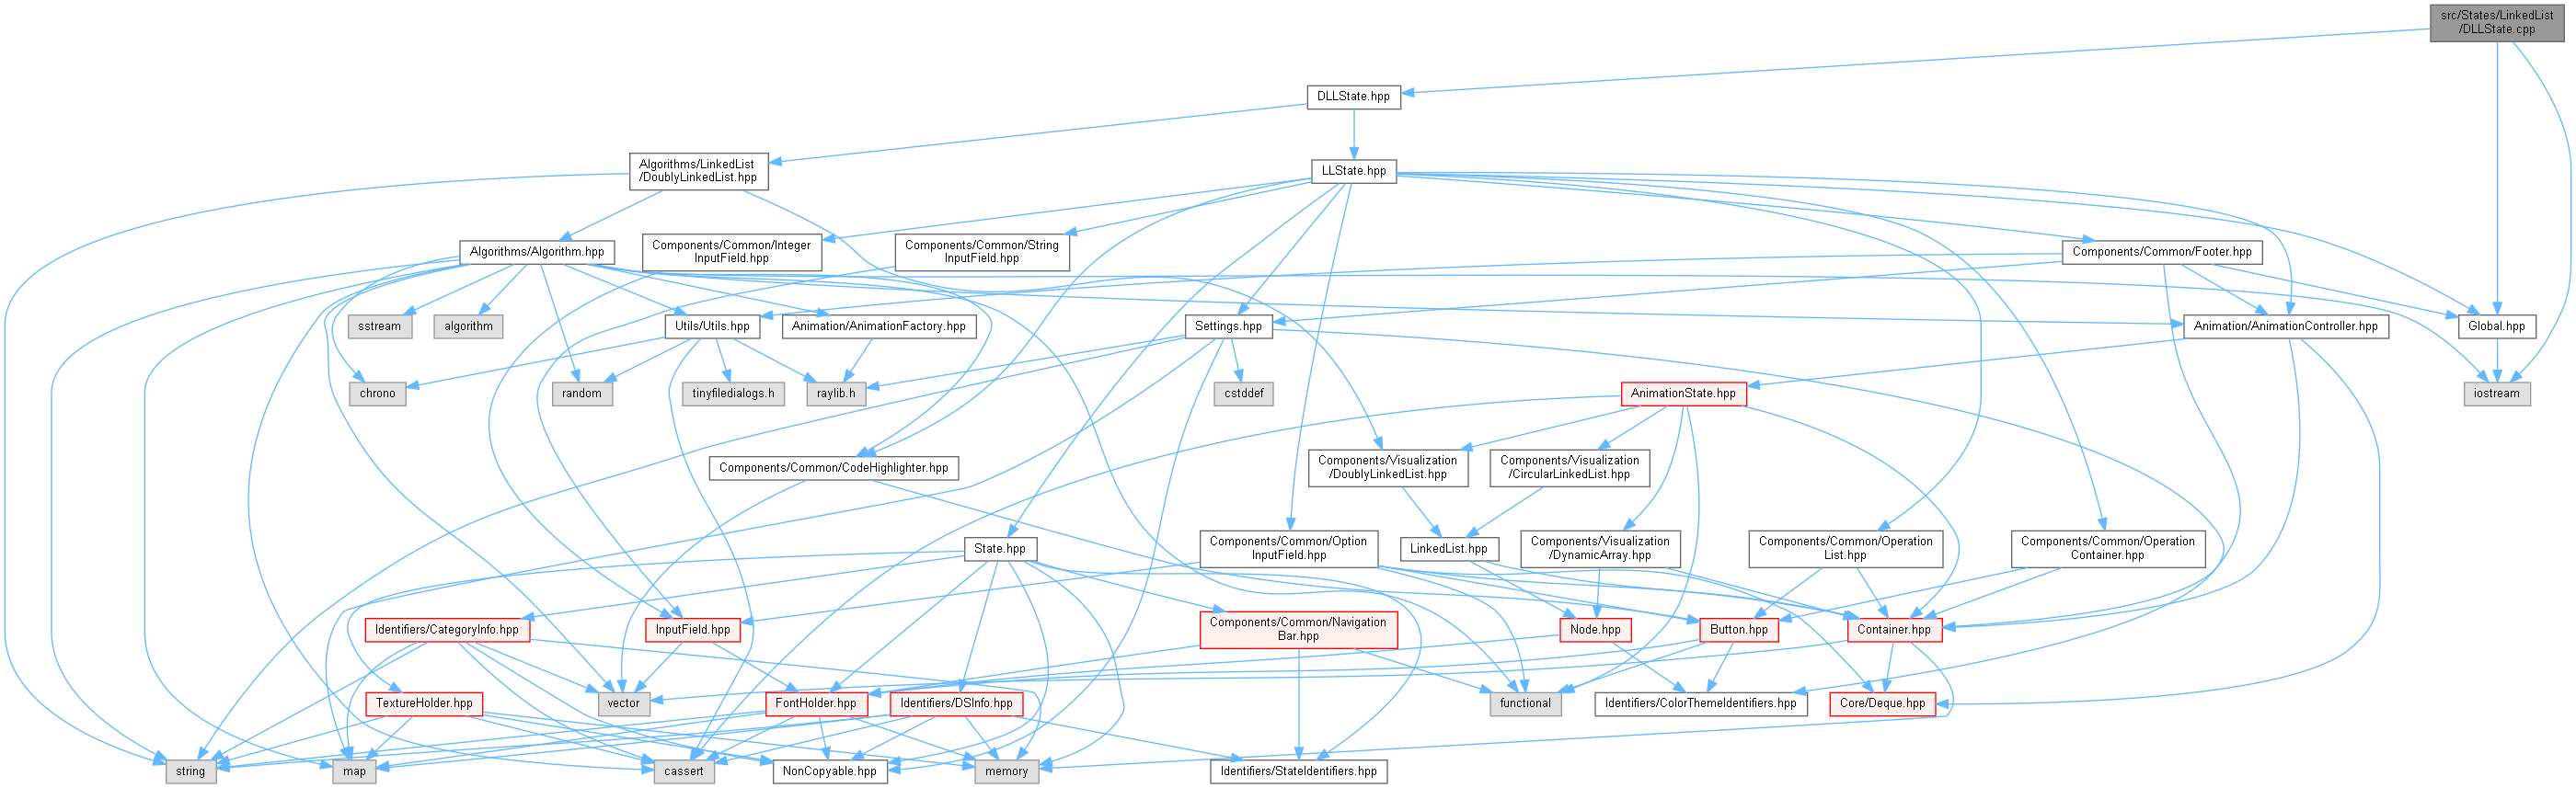 src/States/LinkedList
/DLLState.cpp
DLLState.hpp
Algorithms/LinkedList
/DoublyLinkedList.hpp
LLState.hpp
Algorithms/Algorithm.hpp
Components/Common/Integer
InputField.hpp
Components/Common/String
InputField.hpp
Components/Common/Footer.hpp
sstream
algorithm
Utils/Utils.hpp
Animation/AnimationFactory.hpp
Settings.hpp
Animation/AnimationController.hpp
Global.hpp
chrono
random
tinyfiledialogs.h
raylib.h
cstddef
AnimationState.hpp
iostream
Components/Common/CodeHighlighter.hpp
Components/Visualization
/DoublyLinkedList.hpp
Components/Visualization
/CircularLinkedList.hpp
State.hpp
Components/Common/Option
InputField.hpp
LinkedList.hpp
Components/Visualization
/DynamicArray.hpp
Components/Common/Operation
List.hpp
Components/Common/Operation
Container.hpp
Identifiers/CategoryInfo.hpp
InputField.hpp
Components/Common/Navigation
Bar.hpp
Node.hpp
Button.hpp
Container.hpp
TextureHolder.hpp
vector
FontHolder.hpp
Identifiers/DSInfo.hpp
functional
Identifiers/ColorThemeIdentifiers.hpp
Core/Deque.hpp
string
map
cassert
NonCopyable.hpp
memory
Identifiers/StateIdentifiers.hpp